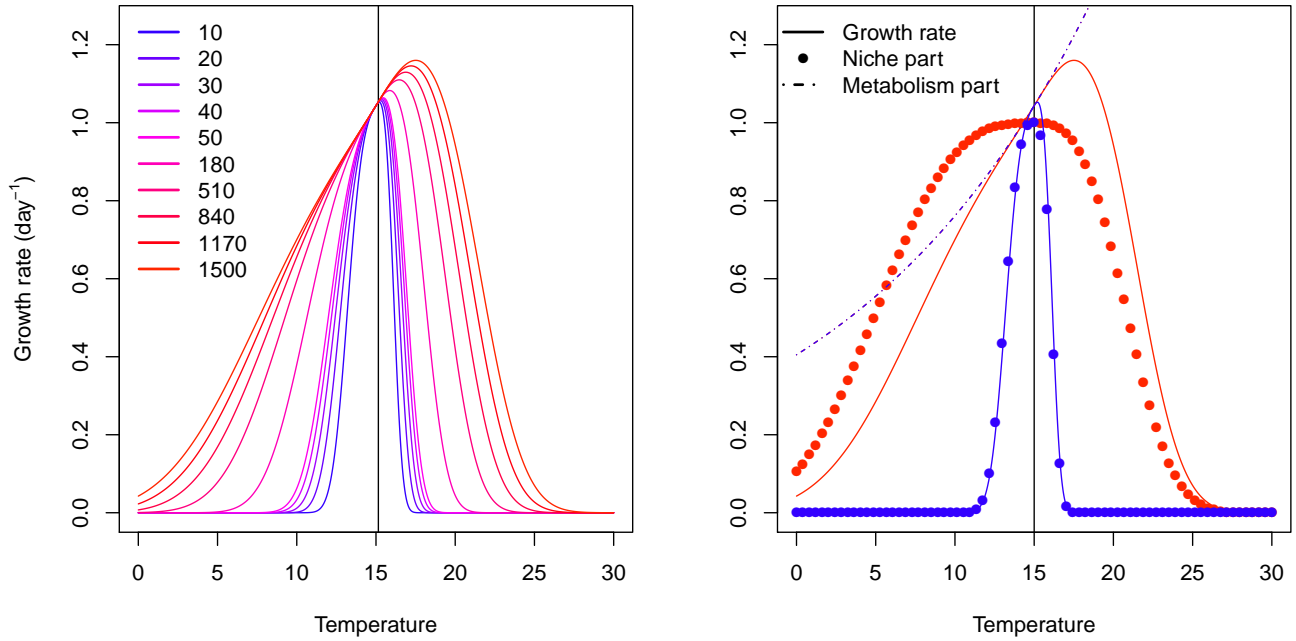 Growth rate (day⁻¹)
0.0 0.2 0.4 0.6 0.8 1.0 1.2
10
20
30
40
50
180
510
840
1170
1500
0 5 10 15 20 25 30
Temperature
0.0 0.2 0.4 0.6 0.8 1.0 1.2
Growth rate
Niche part
Metabolism part
0 5 10 15 20 25 30
Temperature